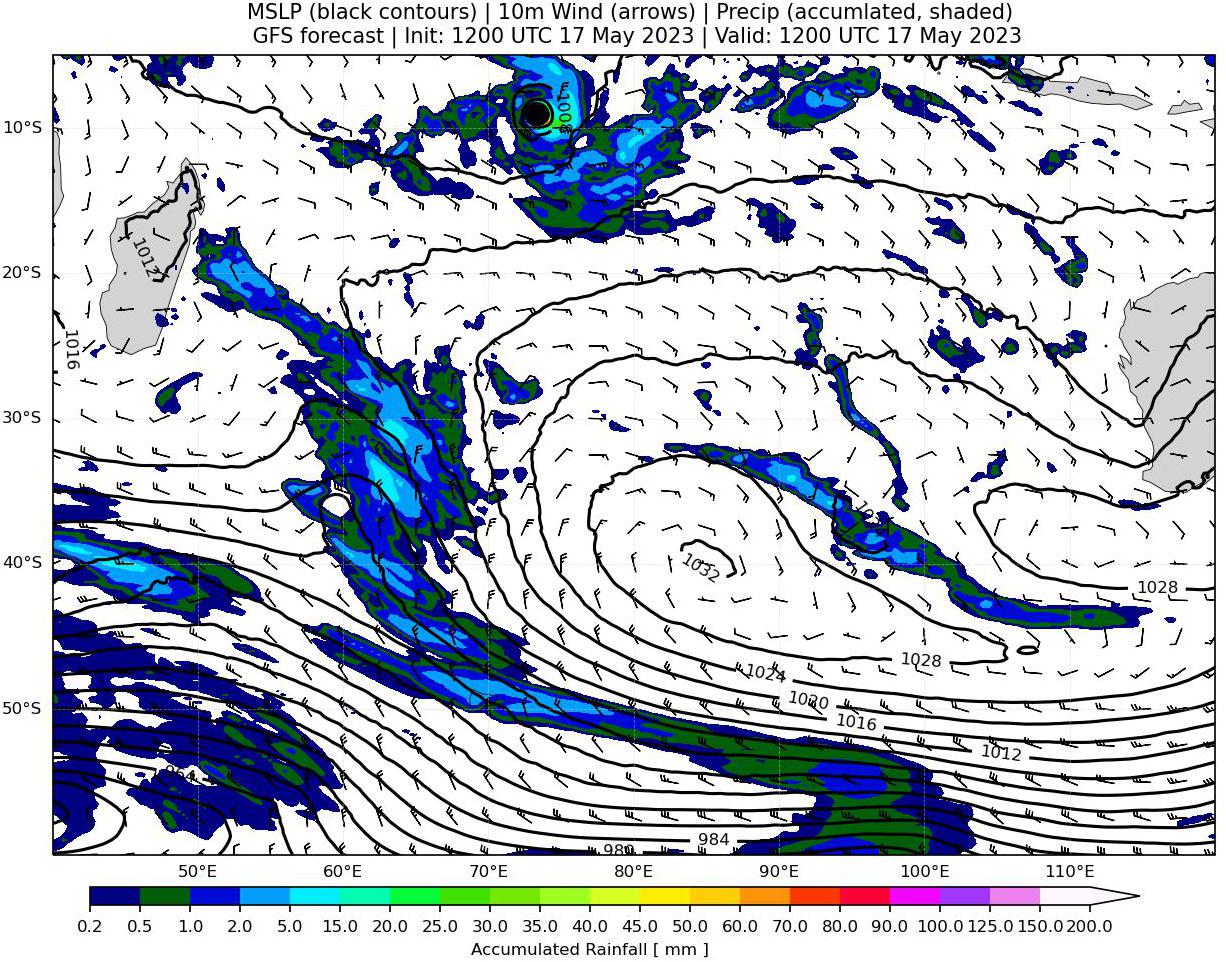 MSLP (black contours) | 10m Wind (arrows) | Precip (accumlated, shaded)
GFS forecast | Init: 1200 UTC 17 May 2023 | Valid: 1200 UTC 17 May 2023
1008
10°S
1012
20°S
1016
30°S
40°S
1032
1028
1028
1024
1020
1016
50°S
1012
964
984
980
50°E 60°E 70°E 80°E 90°E 100°E 110°E
0.2 0.5 1.0 2.0 5.0 10.0 15.0 20.0 25.0 30.0 35.0 40.0 45.0 50.0 60.0 70.0 80.0 90.0 100.0 125.0 150.0 200.0
Accumulated Rainfall [ mm ]